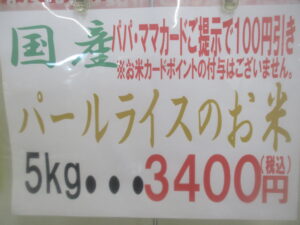 国産
パパ・ママカードご提示で100円引き
※お米カードポイントの付与はございません。
パールライスのお米
5kg・・・3400円
(税込)